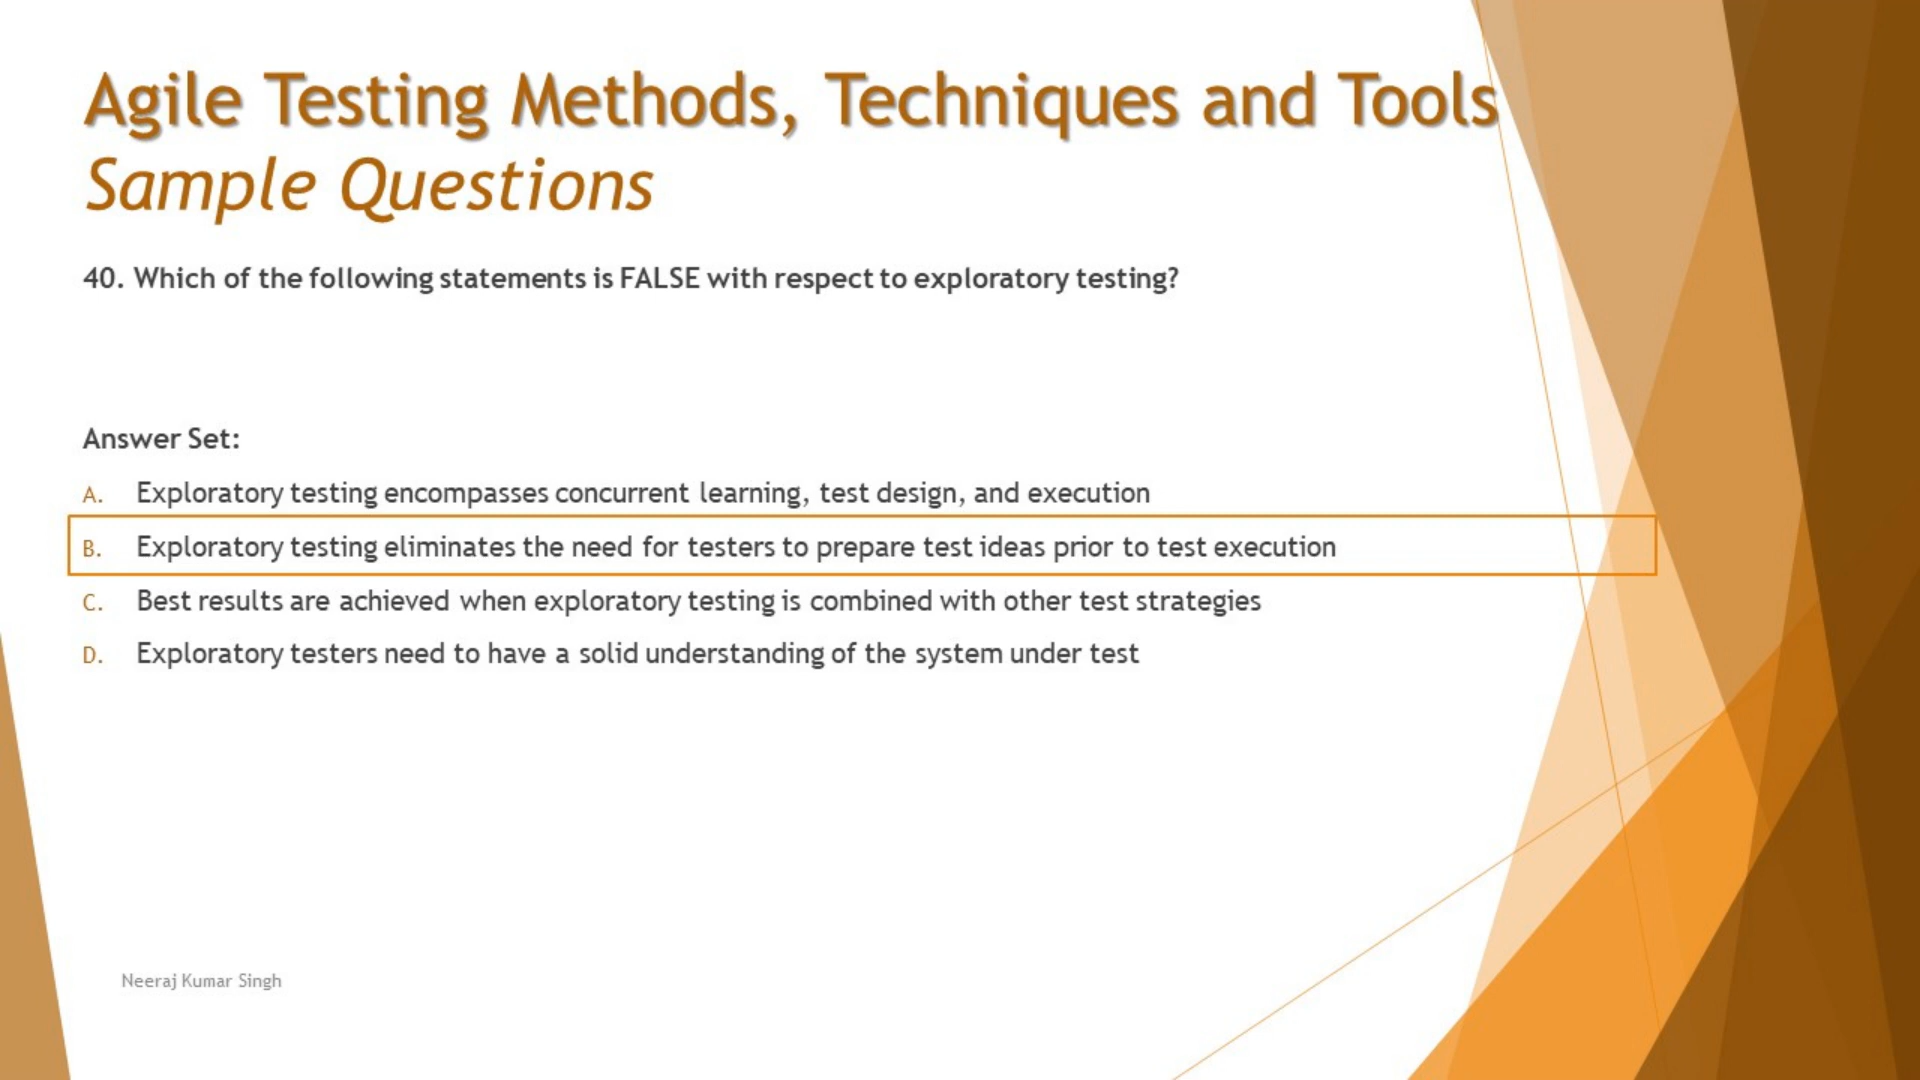 Agile Testing Methods, Techniques and Tools
Sample Questions
40. Which of the following statements is FALSE with respect to exploratory testing?
Answer Set:
A. Exploratory testing encompasses concurrent learning, test design, and execution
B. Exploratory testing eliminates the need for testers to prepare test ideas prior to test execution
C. Best results are achieved when exploratory testing is combined with other test strategies
D. Exploratory testers need to have a solid understanding of the system under test
Neeraj Kumar Singh